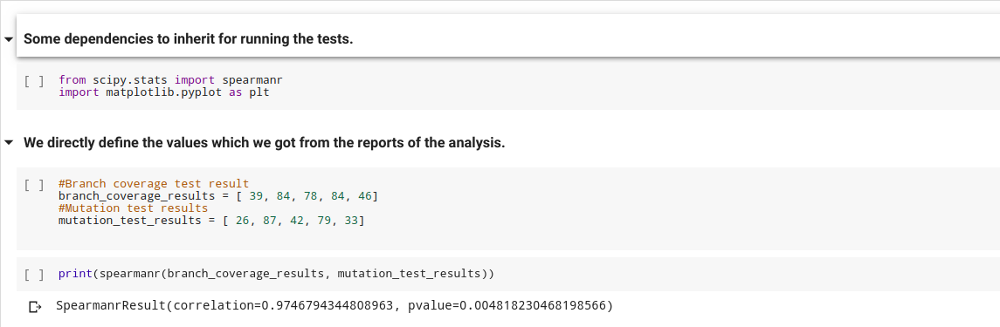 Some dependencies to inherit for running the tests.
[ ] from scipy.stats import spearmanr
import matplotlib.pyplot as plt
We directly define the values which we got from the reports of the analysis.
[ ] #Branch coverage test result
branch_coverage_results = [ 39, 84, 78, 84, 46]
#Mutation test results
mutation_test_results = [ 26, 87, 42, 79, 33]
[ ] print(spearmanr(branch_coverage_results, mutation_test_results))
SpearmanrResult(correlation=0.9746794344808963, pvalue=0.004818230468198566)